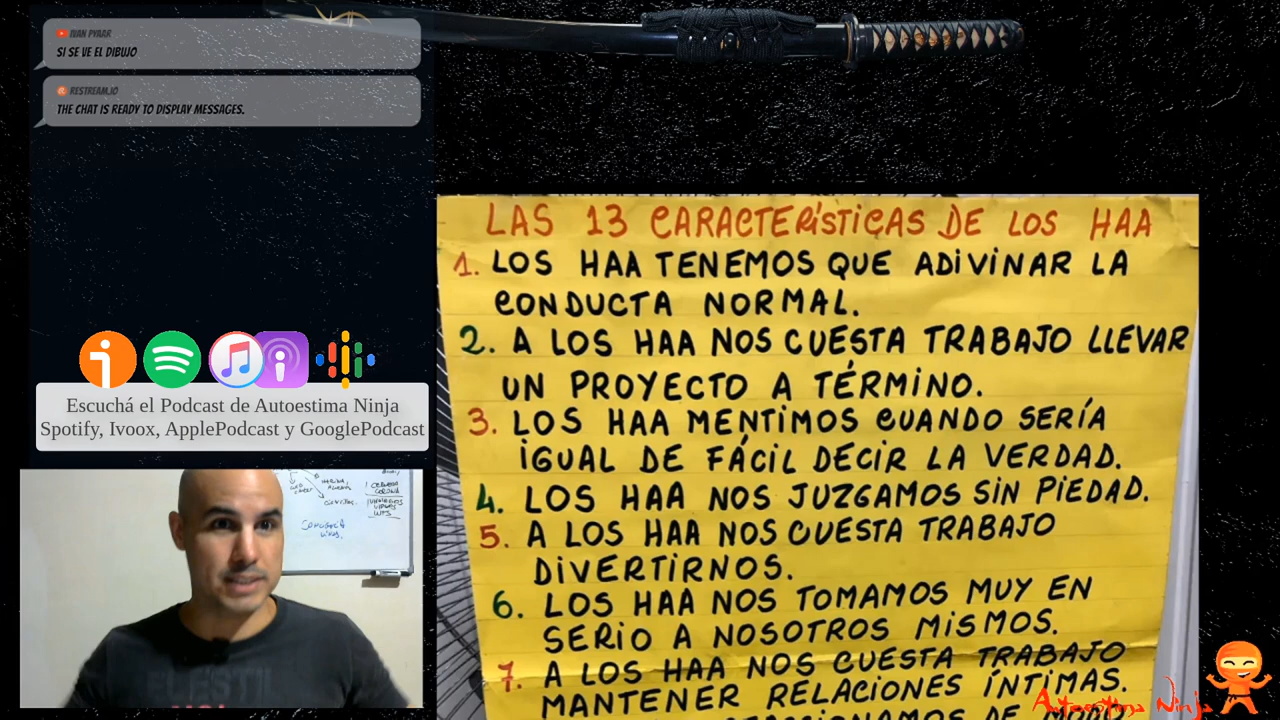 IVAN PYAAR
SI SE VE EL DIBUJO
RESTREAM.IO
THE CHAT IS READY TO DISPLAY MESSAGES.
Escuchá el Podcast de Autoestima Ninja
Spotify, Ivoox, ApplePodcast y GooglePodcast
CONCIENCIA
LAS 13 CARACTERÍSTICAS DE LOS HAA
1. LOS HAA TENEMOS QUE ADIVINAR LA
CONDUCTA NORMAL.
2. A LOS HAA NOS CUESTA TRABAJO LLEVAR
UN PROYECTO A TÉRMINO.
3. LOS HAA MENTIMOS CUANDO SERÍA
IGUAL DE FÁCIL DECIR LA VERDAD.
4. LOS HAA NOS JUZGAMOS SIN PIEDAD.
5. A LOS HAA NOS CUESTA TRABAJO
DIVERTIRNOS.
6. LOS HAA NOS TOMAMOS MUY EN
SERIO A NOSOTROS MISMOS.
7. A LOS HAA NOS CUESTA TRABAJO
MANTENER RELACIONES ÍNTIMAS.
Autoestima Ninja